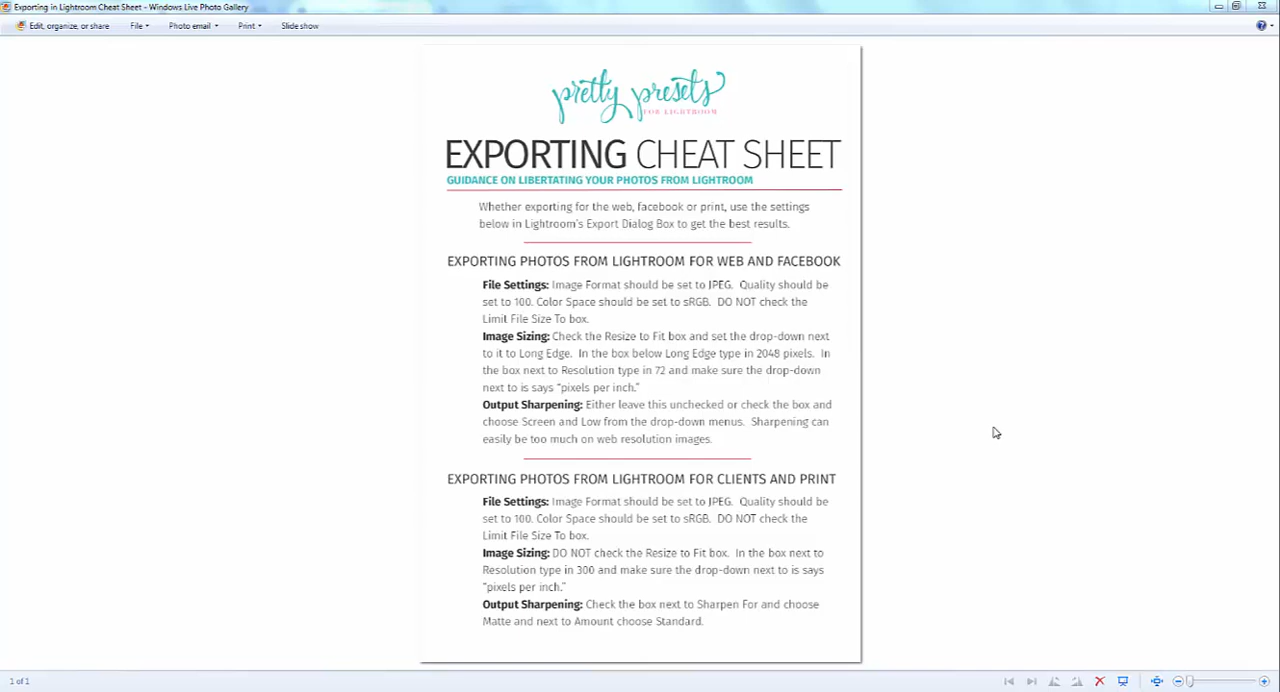 Exporting in Lightroom Cheat Sheet - Windows Live Photo Gallery
Edit, organize, or share File Photo email Print Slide show
pretty presets
FOR LIGHTROOM
EXPORTING CHEAT SHEET
GUIDANCE ON LIBERTATING YOUR PHOTOS FROM LIGHTROOM
Whether exporting for the web, facebook or print, use the settings
below in Lightroom's Export Dialog Box to get the best results.
EXPORTING PHOTOS FROM LIGHTROOM FOR WEB AND FACEBOOK
File Settings: Image Format should be set to JPEG. Quality should be
set to 100. Color Space should be set to sRGB. DO NOT check the
Limit File Size To box.
Image Sizing: Check the Resize to Fit box and set the drop-down next
to it to Long Edge. In the box below Long Edge type in 2048 pixels. In
the box next to Resolution type in 72 and make sure the drop-down
next to is says "pixels per inch."
Output Sharpening: Either leave this unchecked or check the box and
choose Screen and Low from the drop-down menus. Sharpening can
easily be too much on web resolution images.
EXPORTING PHOTOS FROM LIGHTROOM FOR CLIENTS AND PRINT
File Settings: Image Format should be set to JPEG. Quality should be
set to 100. Color Space should be set to sRGB. DO NOT check the
Limit File Size To box.
Image Sizing: DO NOT check the Resize to Fit box. In the box next to
Resolution type in 300 and make sure the drop-down next to is says
"pixels per inch."
Output Sharpening: Check the box next to Sharpen For and choose
Matte and next to Amount choose Standard.
1 of 1